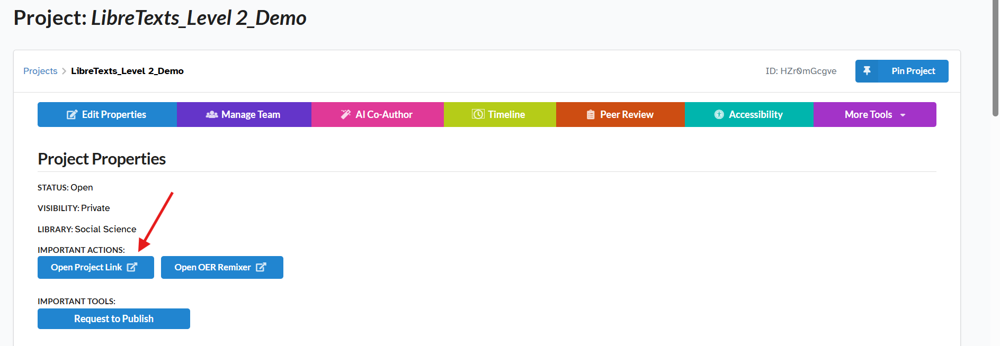 Project: LibreTexts_Level 2_Demo
Projects > LibreTexts_Level 2_Demo
ID: HZr0mGcgve
Pin Project
Edit Properties
Manage Team
AI Co-Author
Timeline
Peer Review
Accessibility
More Tools
Project Properties
STATUS: Open
VISIBILITY: Private
LIBRARY: Social Science
IMPORTANT ACTIONS:
Open Project Link
Open OER Remixer
IMPORTANT TOOLS:
Request to Publish